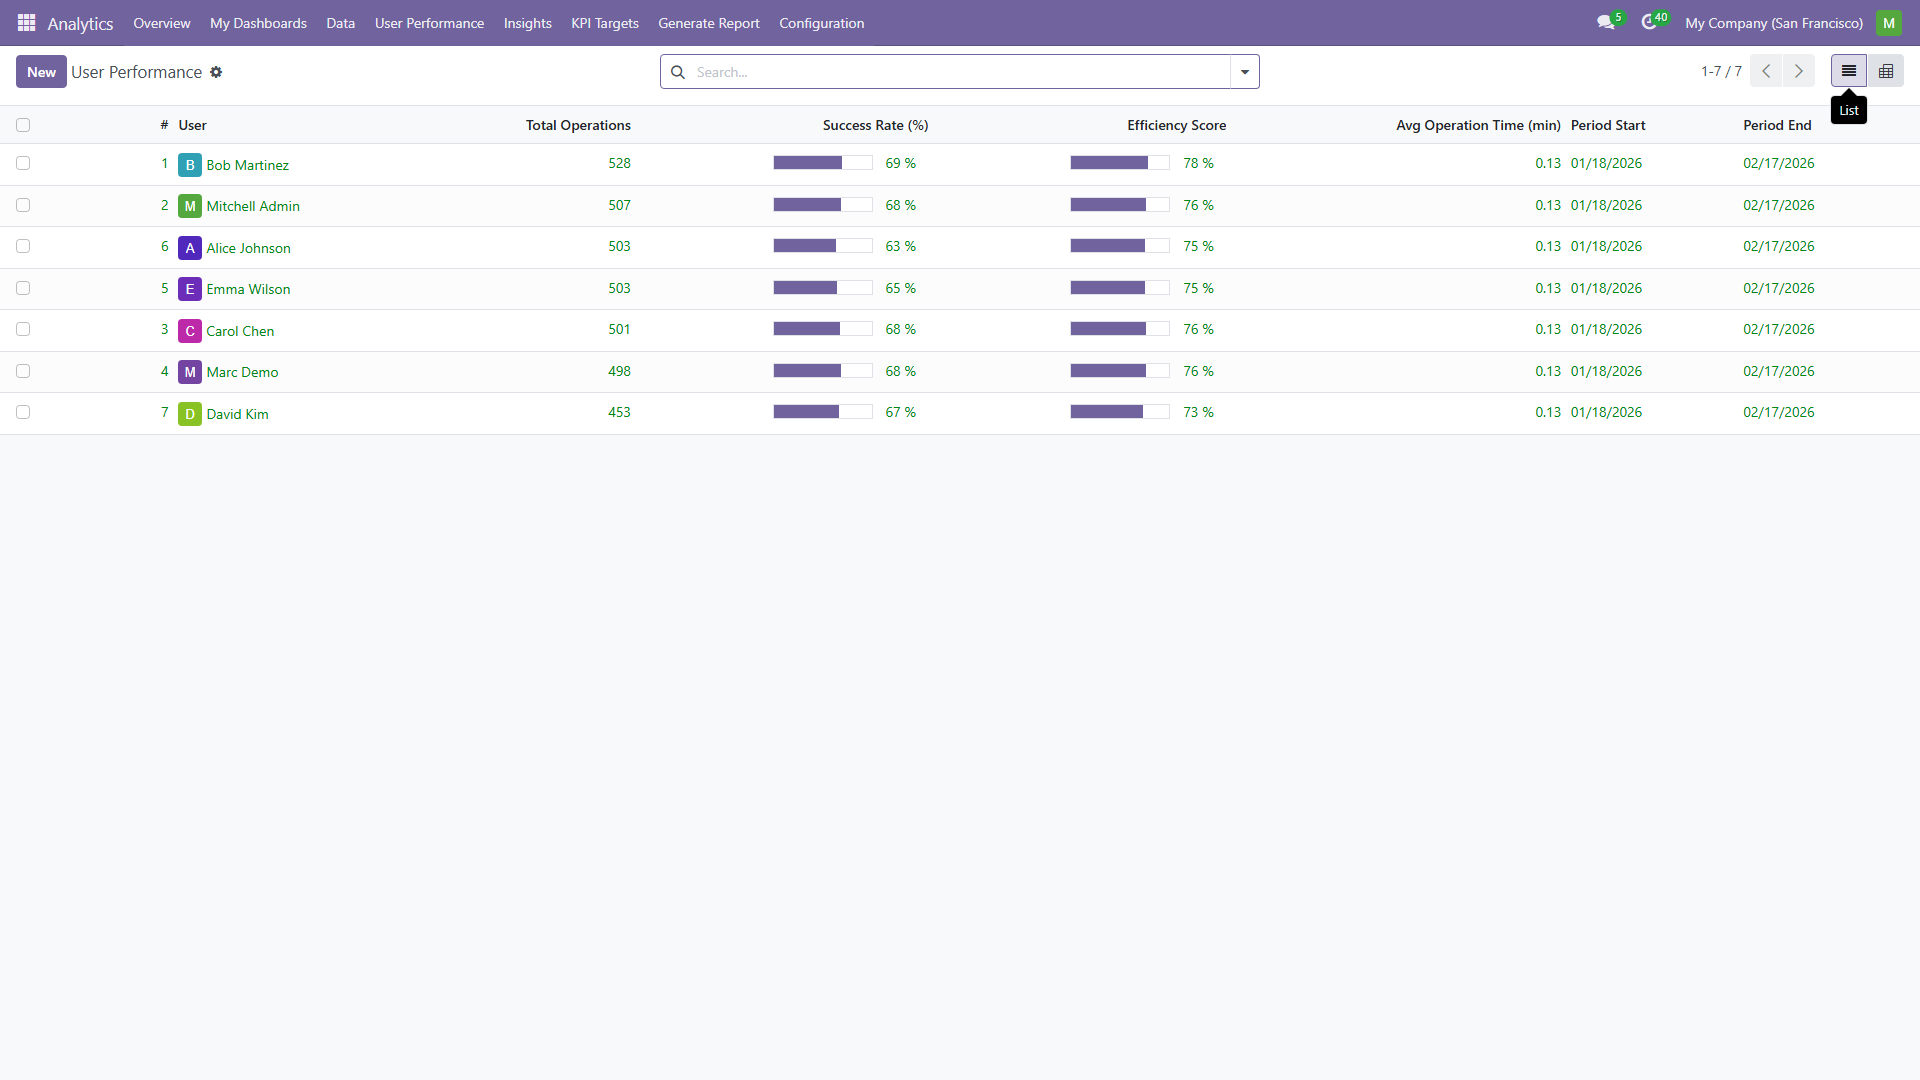 Analytics Overview My Dashboards Data User Performance Insights KPI Targets Generate Report Configuration 5 40 My Company (San Francisco) M
New User Performance Search... 1-7 / 7
List
# User Total Operations Success Rate (%) Efficiency Score Avg Operation Time (min) Period Start Period End
1 B Bob Martinez 528 69 % 78 % 0.13 01/18/2026 02/17/2026
2 M Mitchell Admin 507 68 % 76 % 0.13 01/18/2026 02/17/2026
6 A Alice Johnson 503 63 % 75 % 0.13 01/18/2026 02/17/2026
5 E Emma Wilson 503 65 % 75 % 0.13 01/18/2026 02/17/2026
3 C Carol Chen 501 68 % 76 % 0.13 01/18/2026 02/17/2026
4 M Marc Demo 498 68 % 76 % 0.13 01/18/2026 02/17/2026
7 D David Kim 453 67 % 73 % 0.13 01/18/2026 02/17/2026